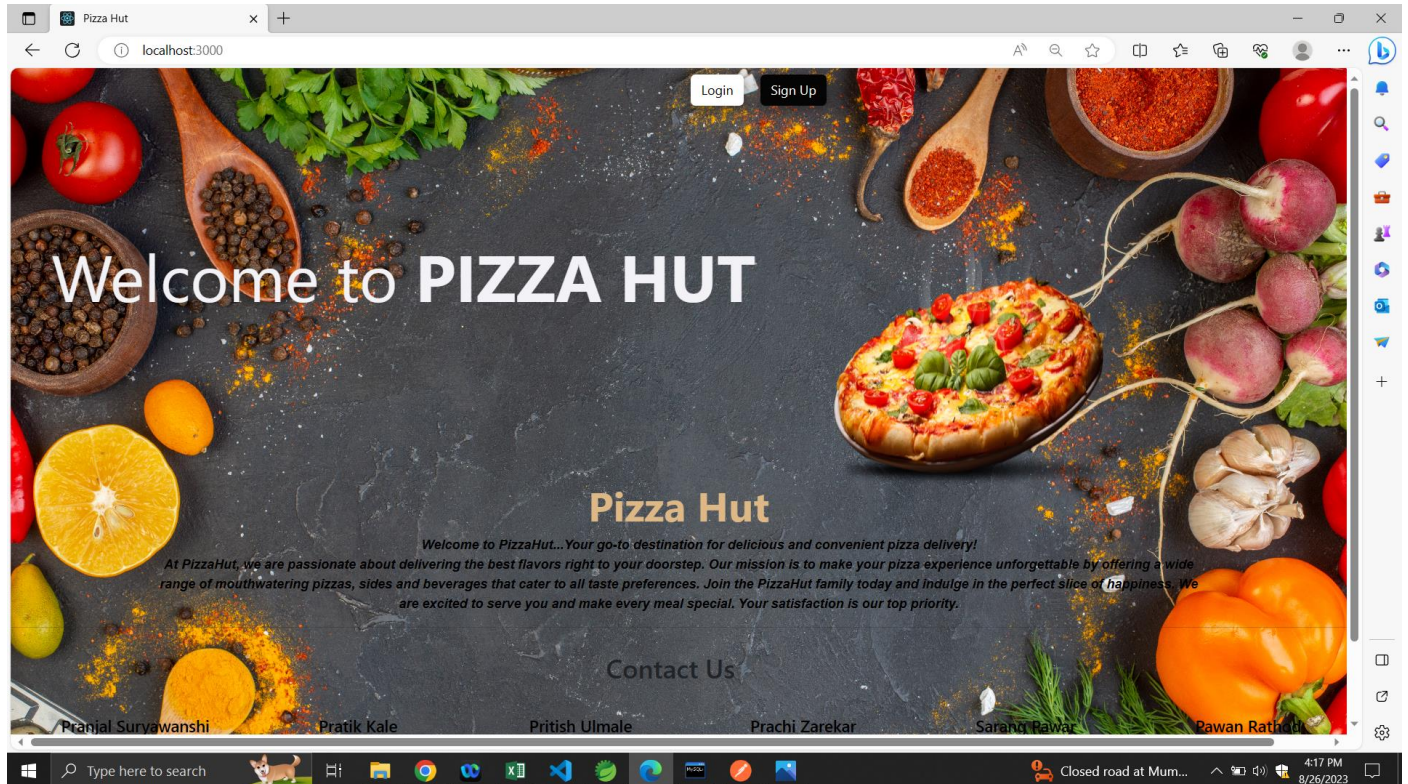 Pizza Hut
localhost:3000
Login
Sign Up
Welcome to PIZZA HUT
Pizza Hut
Welcome to PizzaHut...Your go-to destination for delicious and convenient pizza delivery!
At PizzaHut, we are passionate about delivering the best flavors right to your doorstep. Our mission is to make your pizza experience unforgettable by offering a wide
range of mouthwatering pizzas, sides and beverages that cater to all taste preferences. Join the PizzaHut family today and indulge in the perfect slice of happiness. We
are excited to serve you and make every meal special. Your satisfaction is our top priority.
Contact Us
Pranjal Suryawanshi
Pratik Kale
Pritish Ulmale
Prachi Zarekar
Sarang Pawar
Pawan Rathod
Type here to search
Closed road at Mum...
4:17 PM
8/26/2023